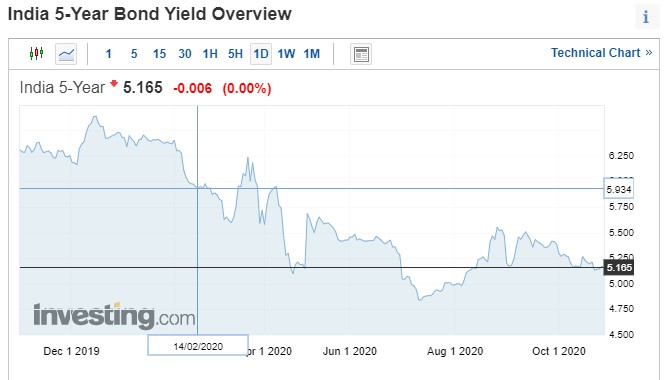 India 5-Year Bond Yield Overview
i
1 5 15 30 1H 5H 1D 1W 1M
Technical Chart »
India 5-Year 5.165 -0.006 (0.00%)
6.250
5.934
5.750
5.500
5.165
5.000
4.750
4.500
investing.com
Dec 1 2019
14/02/2020
pr 1 2020
Jun 1 2020
Aug 1 2020
Oct 1 2020